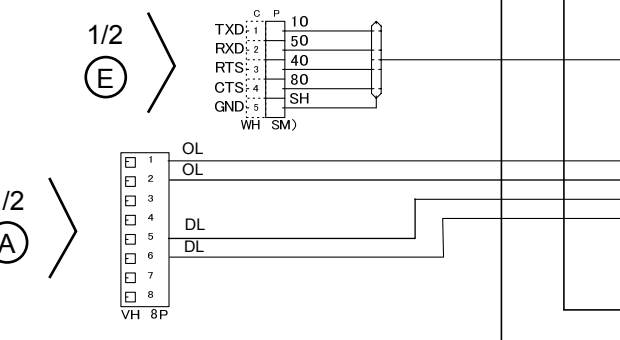 C P
1/2
E
TXD 1 10
RXD 2 50
RTS 3 40
CTS 4 80
GND 5 SH
WH SM)
/2
A
1 OL
2 OL
3
4
5 DL
6 DL
7
8
VH 8P